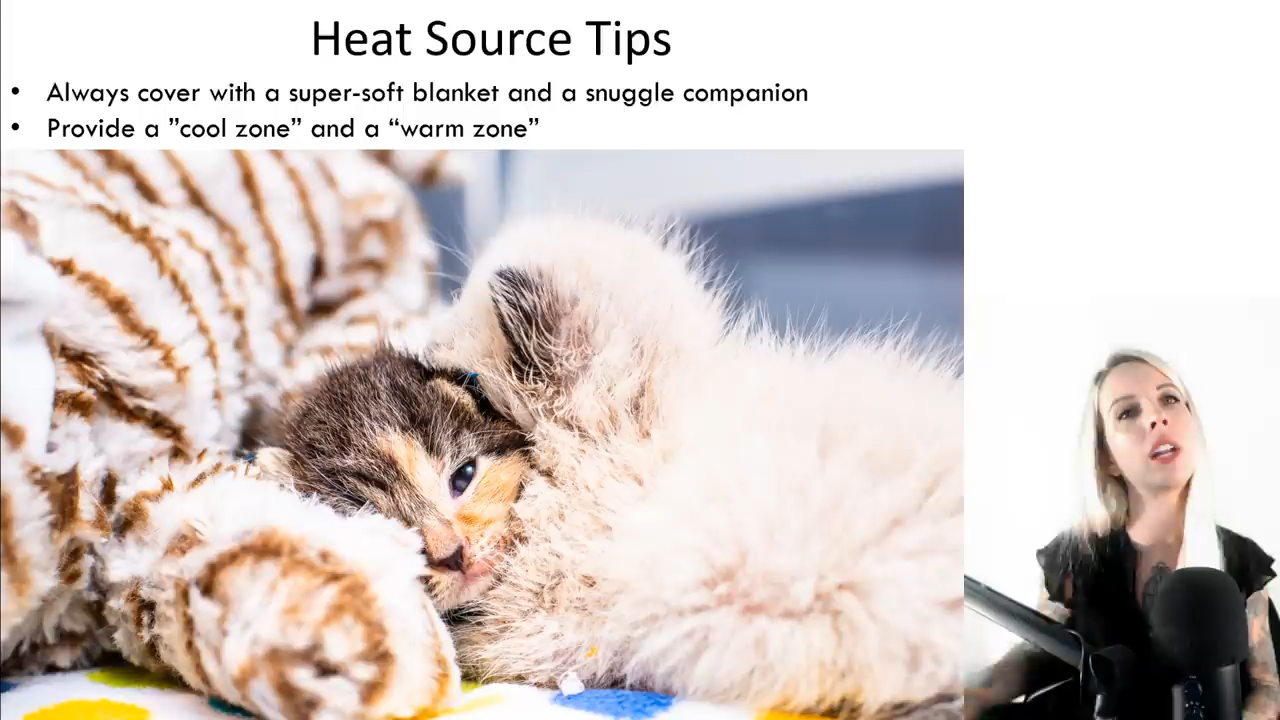 Heat Source Tips
• Always cover with a super-soft blanket and a snuggle companion
• Provide a ”cool zone” and a “warm zone”